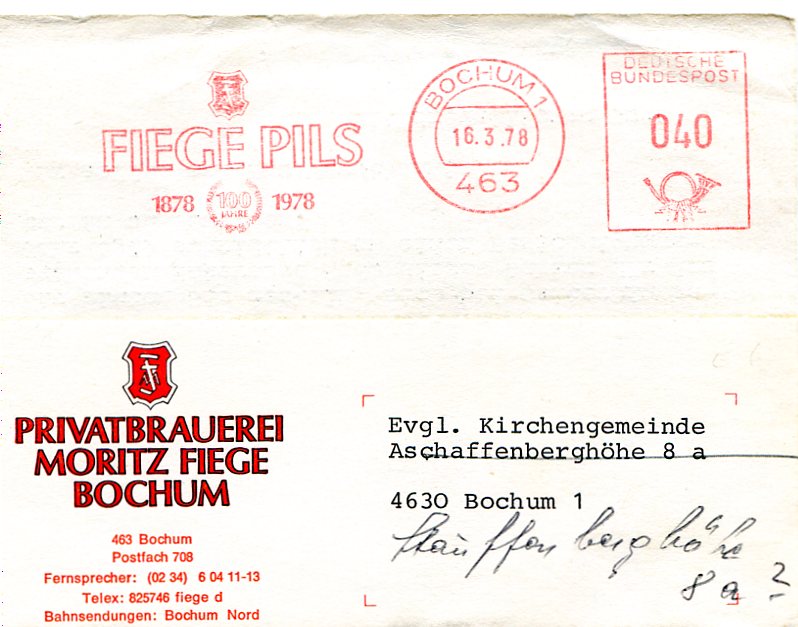 FIEGE PILS
1878 100 JAHRE 1978
BOCHUM 1
16.3.78
463
DEUTSCHE
BUNDESPOST
040
PRIVATBRAUEREI
MORITZ FIEGE
BOCHUM
463 Bochum
Postfach 708
Fernsprecher: (02 34) 6 04 11-13
Telex: 825746 fiege d
Bahnsendungen: Bochum Nord
Evgl. Kirchengemeinde
Aschaffenberghöhe 8 a
4630 Bochum 1
Stauffenberghöhe
8 a ?